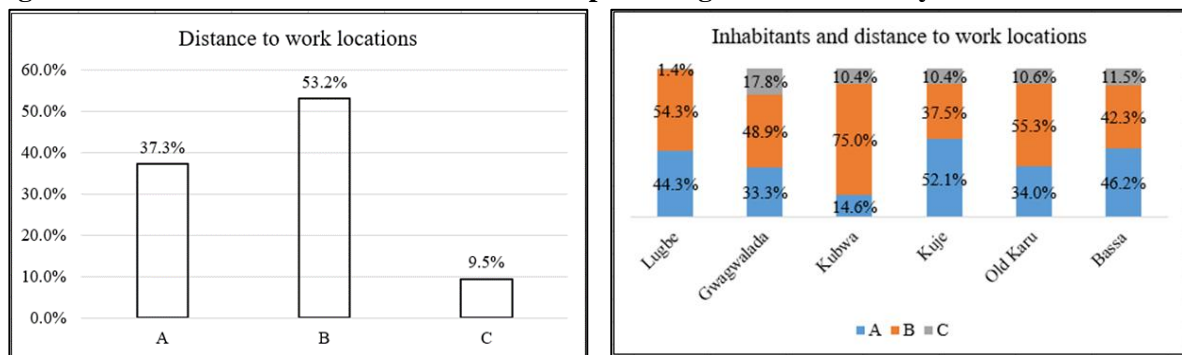 Distance to work locations
60.0%
50.0%
40.0%
30.0%
20.0%
10.0%
0.0%
37.3%
53.2%
9.5%
A B C
Inhabitants and distance to work locations
1.4% 17.8% 10.4% 10.4% 10.6% 11.5%
54.3% 48.9% 75.0% 37.5% 55.3% 42.3%
44.3% 33.3% 14.6% 52.1% 34.0% 46.2%
Lugbe Gwagwalada Kubwa Kuje Old Karu Bassa
A B C